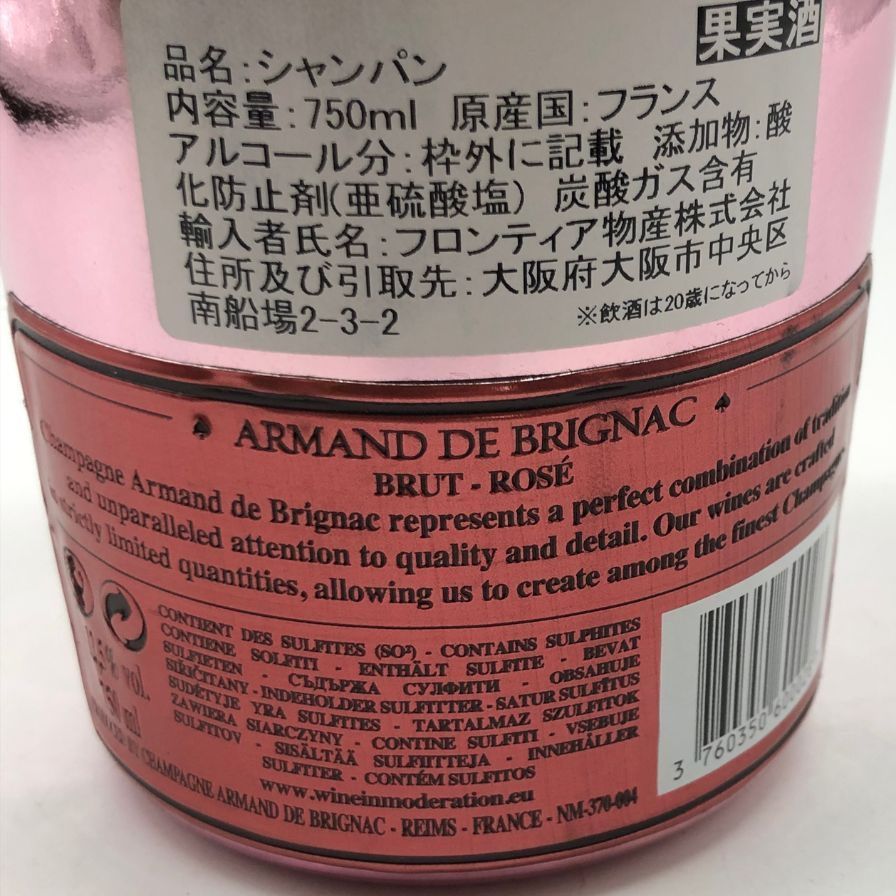 果実酒
品名:シャンパン
内容量:750ml 原産国:フランス
アルコール分:枠外に記載 添加物:酸
化防止剤(亜硫酸塩) 炭酸ガス含有
輸入者氏名:フロンティア物産株式会社
住所及び引取先:大阪府大阪市中央区
南船場2-3-2
※飲酒は20歳になってから
ARMAND DE BRIGNAC
BRUT - ROSÉ
Champagne Armand de Brignac represents a perfect combination of tradition
and unparalleled attention to quality and detail. Our wines are crafted
in strictly limited quantities, allowing us to create among the finest Champagne
CONTIENT DES SULFITES (SO²) - CONTAINS SULPHITES
CONTIENE SOLFITI - ENTHÄLT SULFITE - BEVAT
SULFIETEN - СЪДЪРЖА СУЛФИТИ - OBSAHUJE
SIŘIČITANY - INDEHOLDER SULFITTER - SATUR SULFĪTUS
SUDĖTYJE YRA SULFITES - TARTALMAZ SZULFITOK
ZAWIERA SIARCZYNY - CONTINE SULFITI - VSEBUJE
SULFITOV - SISÄLTÄÄ SULFIITTEJA - INNEHÅLLER
SULFITER - CONTÉM SULFITOS
www.wineinmoderation.eu
% vol.
ml
BY CHAMPAGNE ARMAND DE BRIGNAC - REIMS - FRANCE - NM-370-004
3 760350